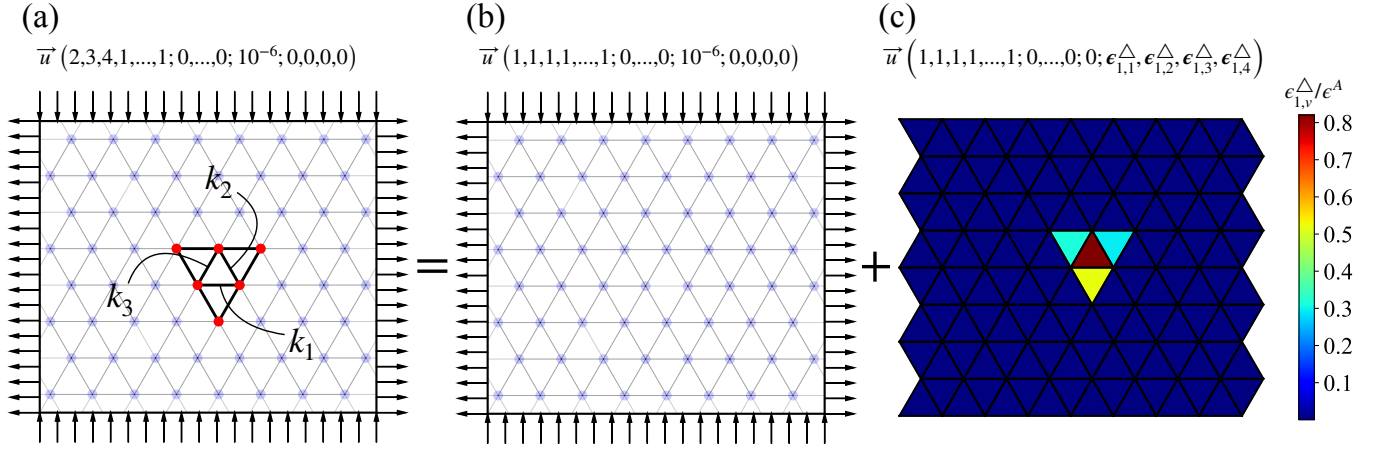 (a)
(b)
(c)
u⃗ (2,3,4,1,...,1; 0,...,0; 10⁻⁶; 0,0,0,0)
u⃗ (1,1,1,1,...,1; 0,...,0; 10⁻⁶; 0,0,0,0)
u⃗ (1,1,1,1,...,1; 0,...,0; 0; ϵ△1,1, ϵ△1,2, ϵ△1,3, ϵ△1,4)
k₂
k₃
k₁
=
+
ϵ△1,v/ϵᴬ
0.8
0.7
0.6
0.5
0.4
0.3
0.2
0.1